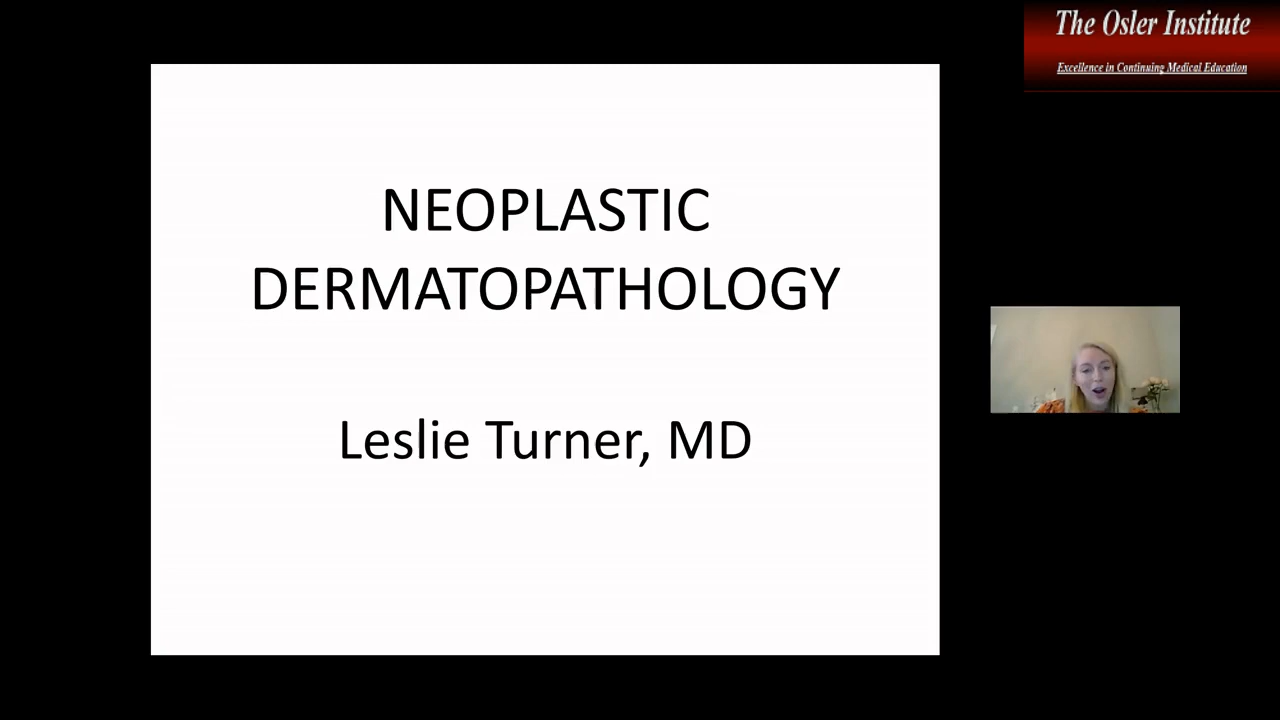 The Osler Institute
Excellence in Continuing Medical Education
NEOPLASTIC
DERMATOPATHOLOGY
Leslie Turner, MD